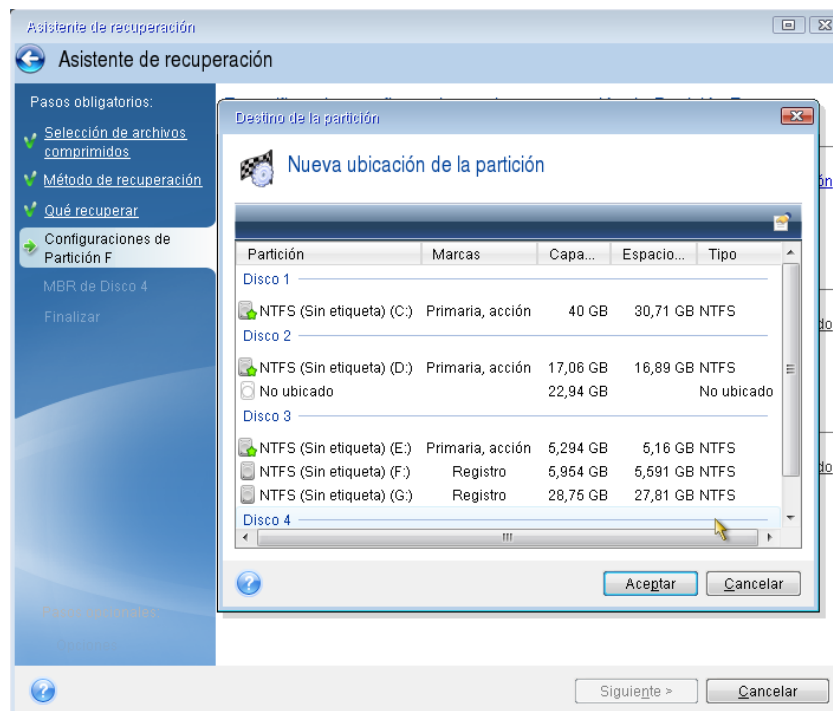 Asistente de recuperación
Asistente de recuperación
Pasos obligatorios:
Selección de archivos
comprimidos
Método de recuperación
Qué recuperar
Configuraciones de
Partición F
MBR de Disco 4
Finalizar
Destino de la partición
Nueva ubicación de la partición
Partición Marcas Capa... Espacio... Tipo
Disco 1
NTFS (Sin etiqueta) (C:) Primaria, acción 40 GB 30,71 GB NTFS
Disco 2
NTFS (Sin etiqueta) (D:) Primaria, acción 17,06 GB 16,89 GB NTFS
No ubicado 22,94 GB No ubicado
Disco 3
NTFS (Sin etiqueta) (E:) Primaria, acción 5,294 GB 5,16 GB NTFS
NTFS (Sin etiqueta) (F:) Registro 5,954 GB 5,591 GB NTFS
NTFS (Sin etiqueta) (G:) Registro 28,75 GB 27,81 GB NTFS
Disco 4
Aceptar Cancelar
Siguiente > Cancelar